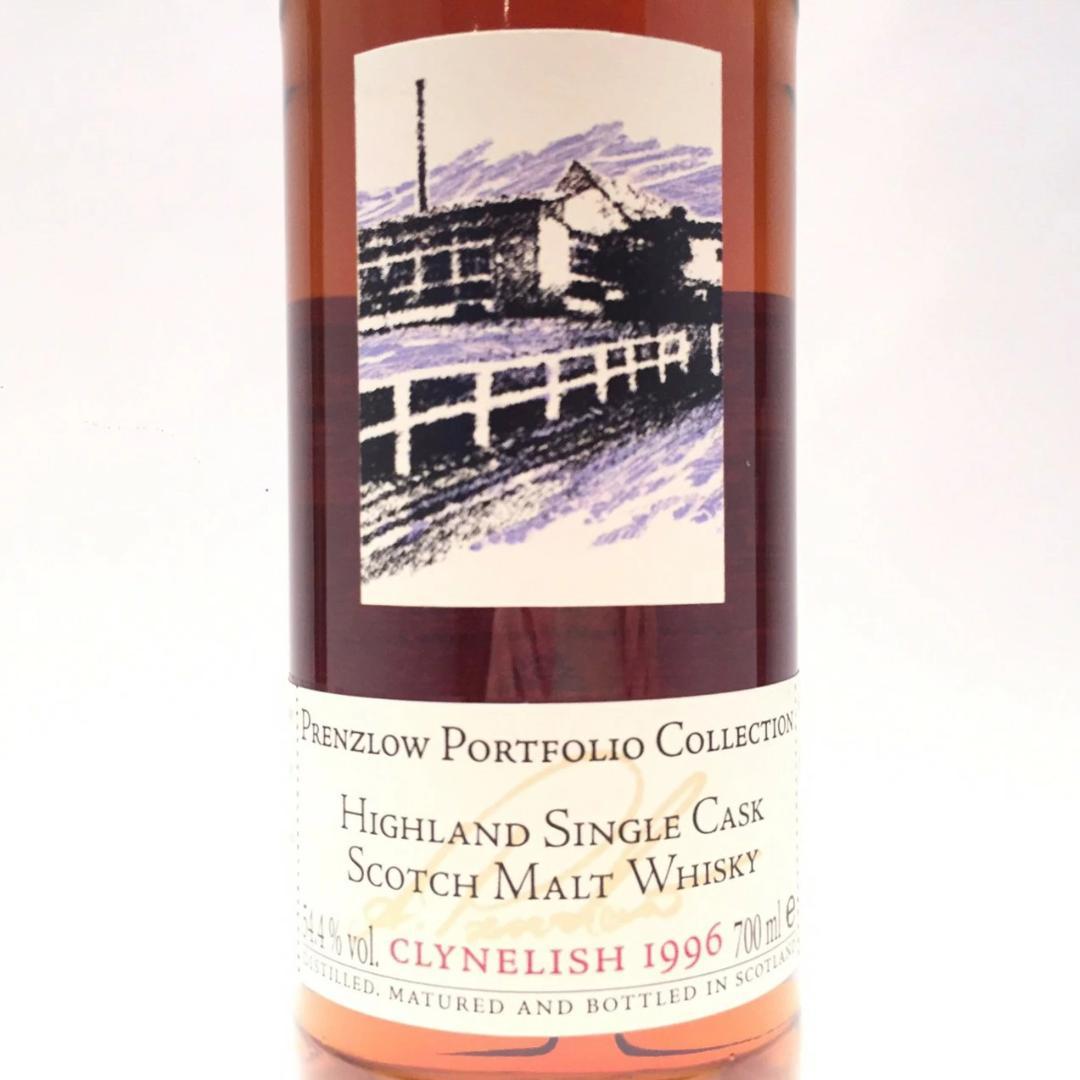 Prenzlow Portfolio Collection
Highland Single Cask
Scotch Malt Whisky
54.4 % vol. CLYNELISH 1996 700 ml e
DISTILLED, MATURED AND BOTTLED IN SCOTLAND